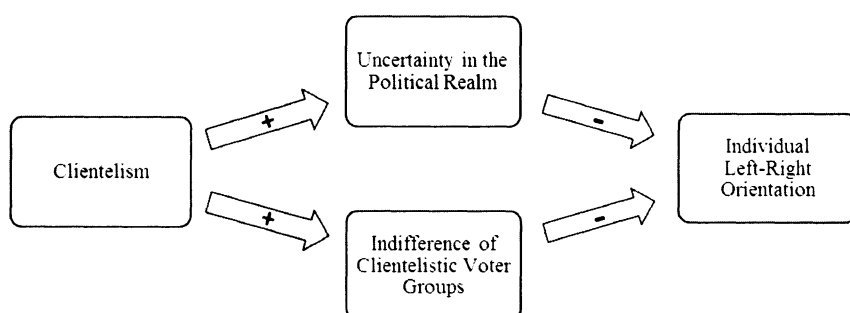 Uncertainty in the
Political Realm
+
-
Clientelism
Individual
Left-Right
Orientation
+
-
Indifference of
Clientelistic Voter
Groups